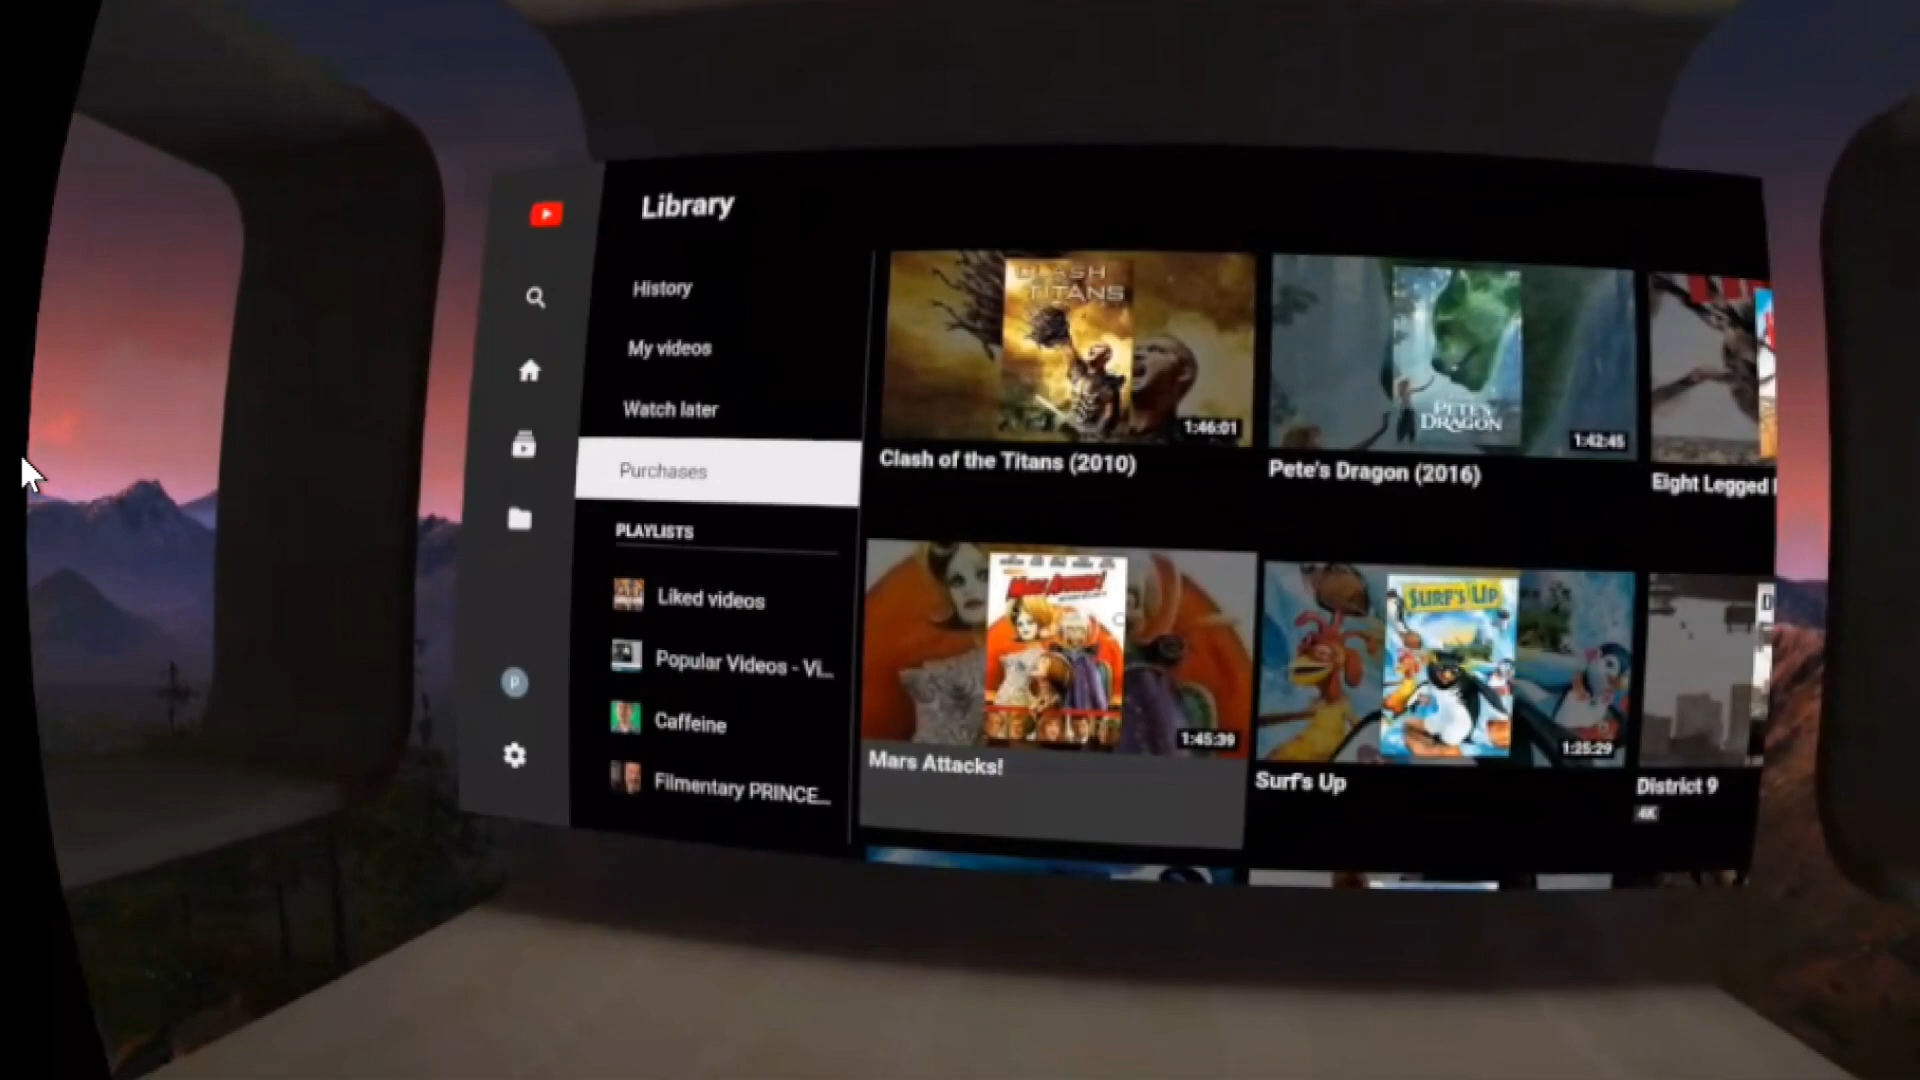 Library
History
My videos
Watch later
Purchases
PLAYLISTS
Liked videos
Popular Videos - Vi...
Caffeine
Filmentary PRINCE...
CLASH
TITANS
1:46:01
Clash of the Titans (2010)
PETE'S
DRAGON
1:42:45
Pete's Dragon (2016)
Eight Legged
MARS ATTACKS!
1:45:39
Mars Attacks!
SURF'S UP
1:25:29
Surf's Up
District 9
4K
P